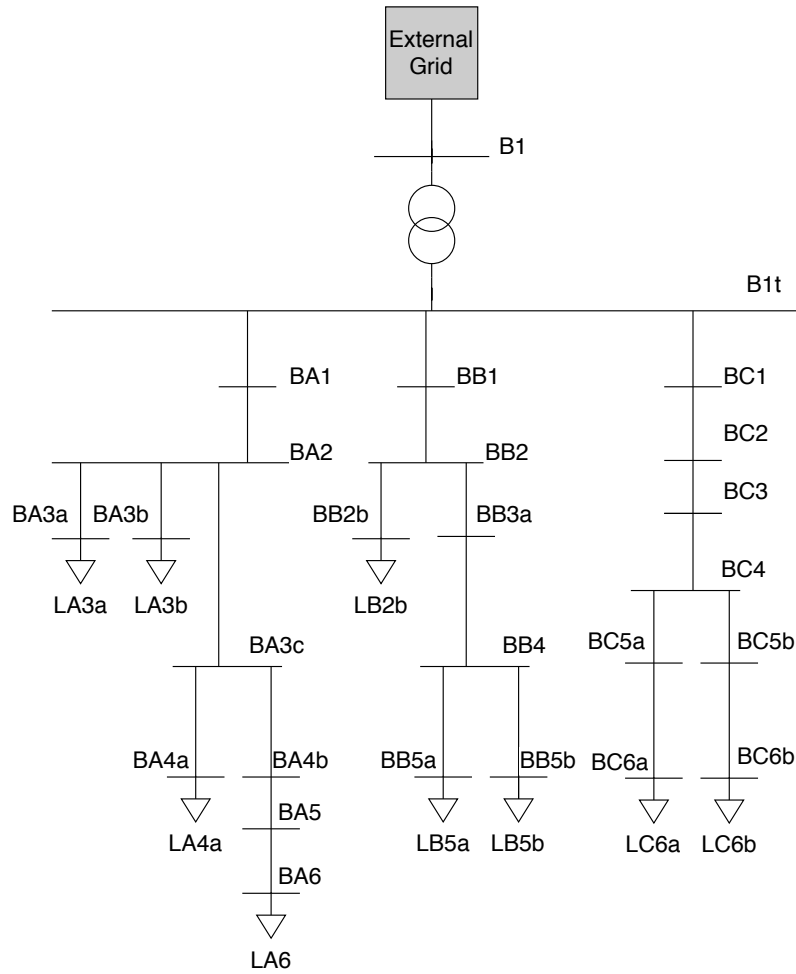 External
Grid
B1
B1t
BA1
BB1
BC1
BA2
BB2
BC2
BA3a
BA3b
BB2b
BB3a
BC3
LA3a
LA3b
LB2b
BC4
BA3c
BB4
BC5a
BC5b
BA4a
BA4b
BB5a
BB5b
BC6a
BC6b
LA4a
BA5
LB5a
LB5b
LC6a
LC6b
BA6
LA6